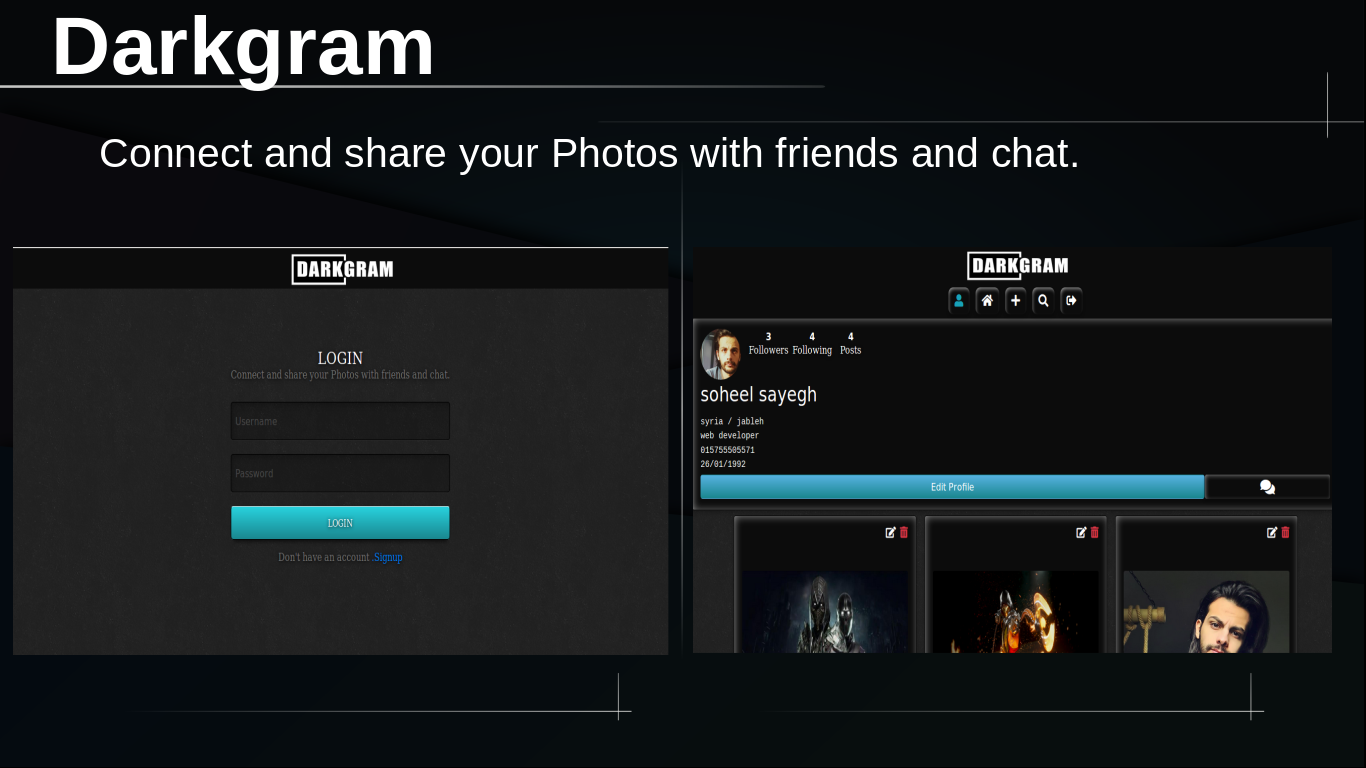 Darkgram
Connect and share your Photos with friends and chat.
DARKGRAM
LOGIN
Connect and share your Photos with friends and chat.
Username
Password
LOGIN
Don't have an account .Signup
DARKGRAM
3 4 4
Followers Following Posts
soheel sayegh
syria / jableh
web developer
015755505571
26/01/1992
Edit Profile